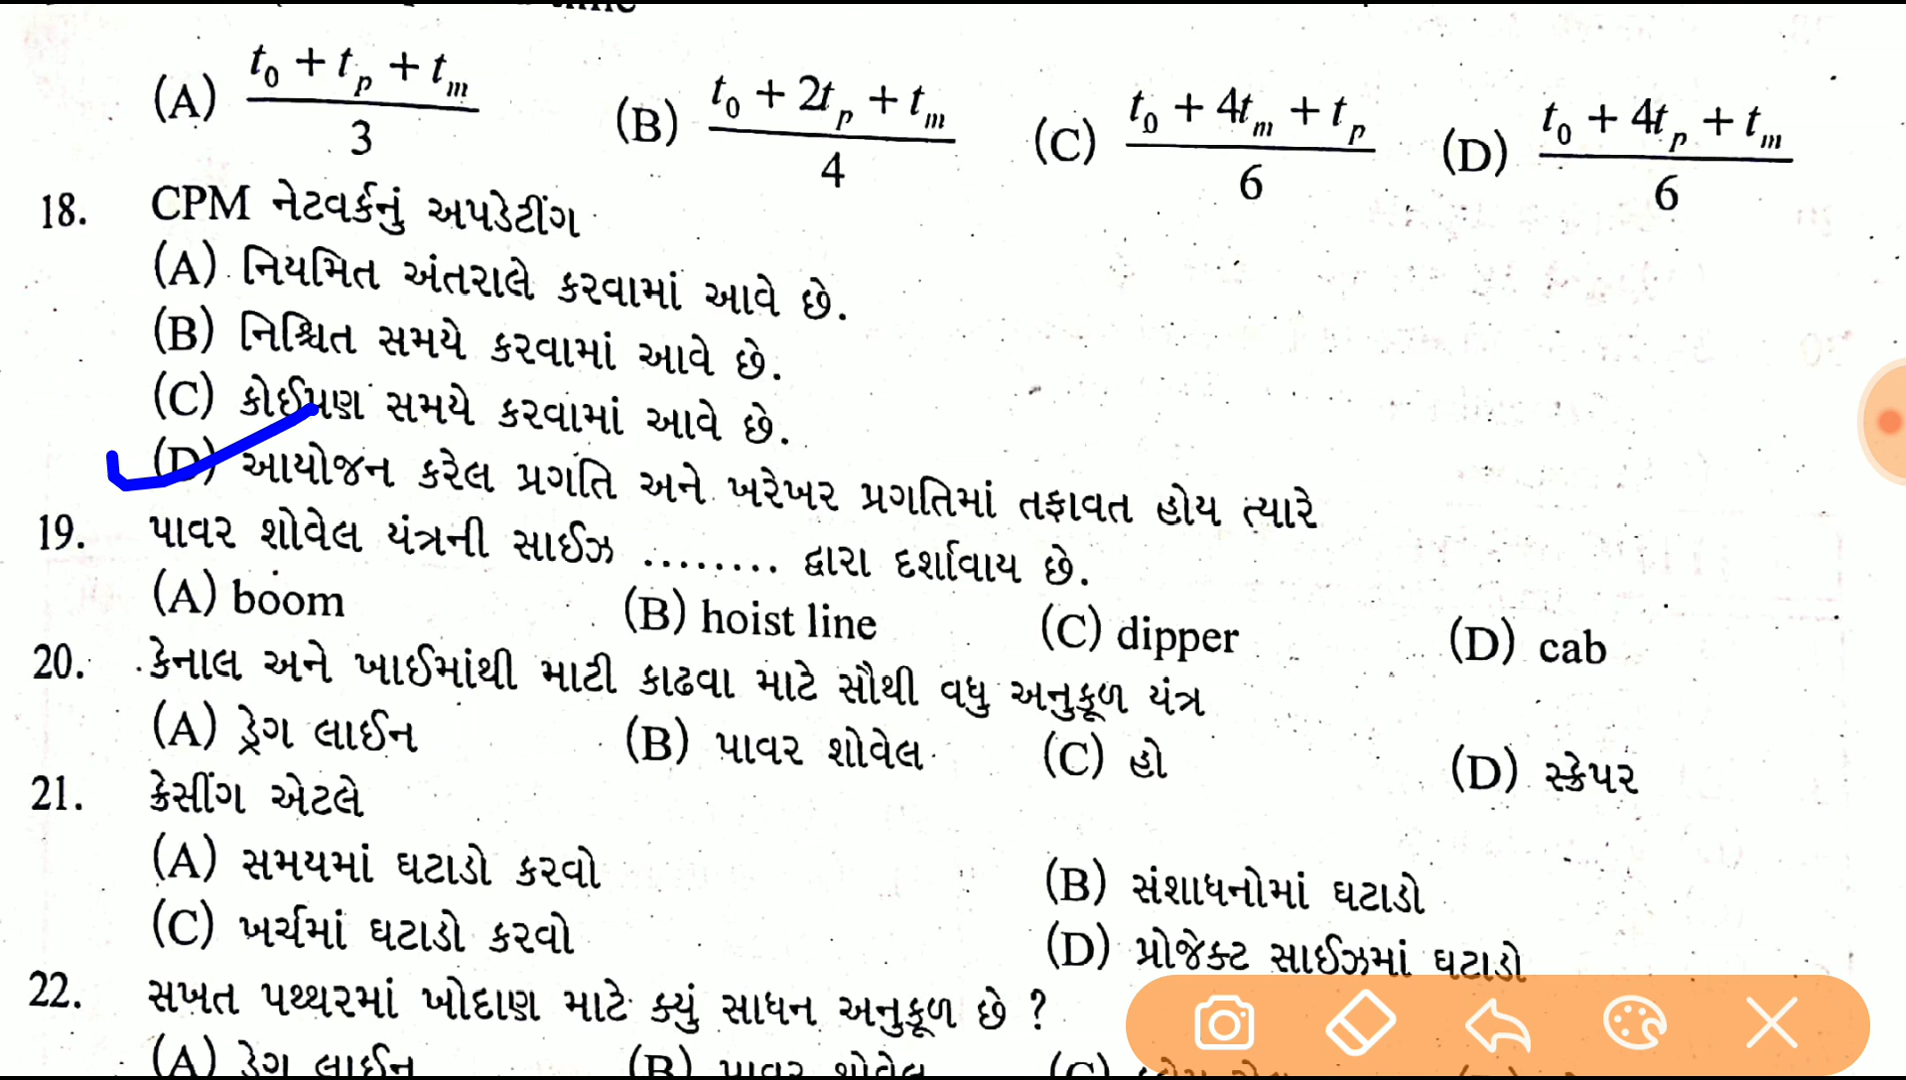 (A) t₀ + tₚ + tₘ / 3 (B) t₀ + 2tₚ + tₘ / 4 (C) t₀ + 4tₘ + tₚ / 6 (D) t₀ + 4tₚ + tₘ / 6
18. CPM નેટવર્કનું અપડેટીંગ
(A) નિયમિત અંતરાલે કરવામાં આવે છે.
(B) નિશ્ચિત સમયે કરવામાં આવે છે.
(C) કોઈપણ સમયે કરવામાં આવે છે.
(D) આયોજન કરેલ પ્રગતિ અને ખરેખર પ્રગતિમાં તફાવત હોય ત્યારે
19. પાવર શોવેલ યંત્રની સાઈઝ ........ દ્વારા દર્શાવાય છે.
(A) boom (B) hoist line (C) dipper (D) cab
20. કેનાલ અને ખાઈમાંથી માટી કાઢવા માટે સૌથી વધુ અનુકૂળ યંત્ર
(A) ડ્રેગ લાઈન (B) પાવર શોવેલ (C) હો (D) સ્ક્રેપર
21. ક્રેસીંગ એટલે
(A) સમયમાં ઘટાડો કરવો (B) સંશાધનોમાં ઘટાડો
(C) ખર્ચમાં ઘટાડો કરવો (D) પ્રોજેક્ટ સાઈઝમાં ઘટાડો
22. સખત પથ્થરમાં ખોદાણ માટે ક્યું સાધન અનુકૂળ છે ?
(A) ડ્રેગ લાઈન (B) પાવર શોવેલ (C)